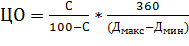 ЦО = С/(100−С) * 360/(Дмакс−Дмин)